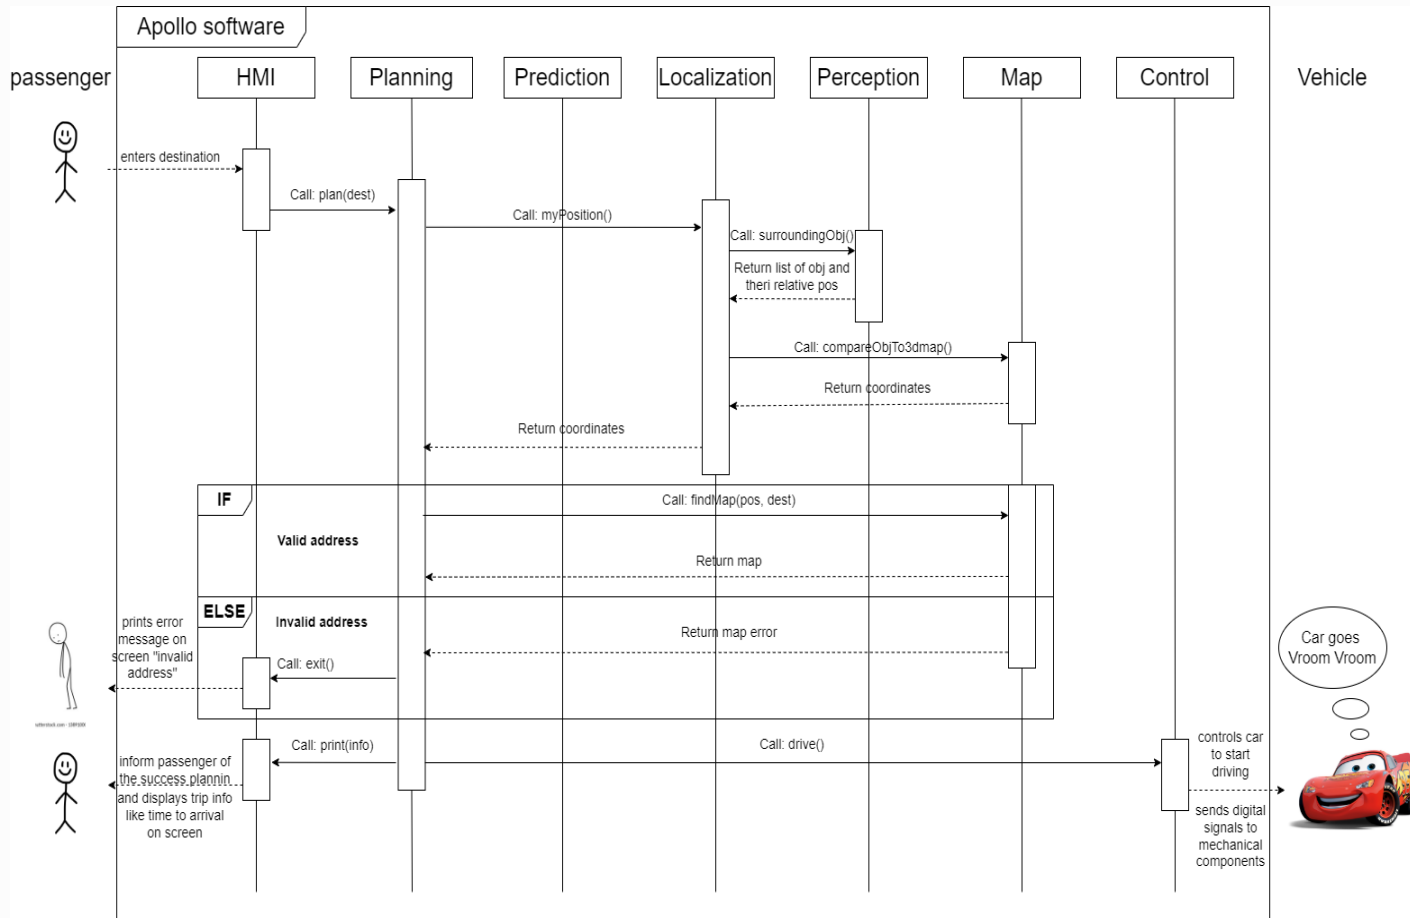 Apollo software
passenger
HMI
Planning
Prediction
Localization
Perception
Map
Control
Vehicle
enters destination
Call: plan(dest)
Call: myPosition()
Call: surroundingObj()
Return list of obj and
theri relative pos
Call: compareObjTo3dmap()
Return coordinates
Return coordinates
IF
Call: findMap(pos, dest)
Valid address
Return map
ELSE
Invalid address
prints error
message on
screen "invalid
address"
Return map error
Call: exit()
Car goes
Vroom Vroom
Call: print(info)
Call: drive()
inform passenger of
the success plannin
and displays trip info
like time to arrival
on screen
controls car
to start
driving
sends digital
signals to
mechanical
components